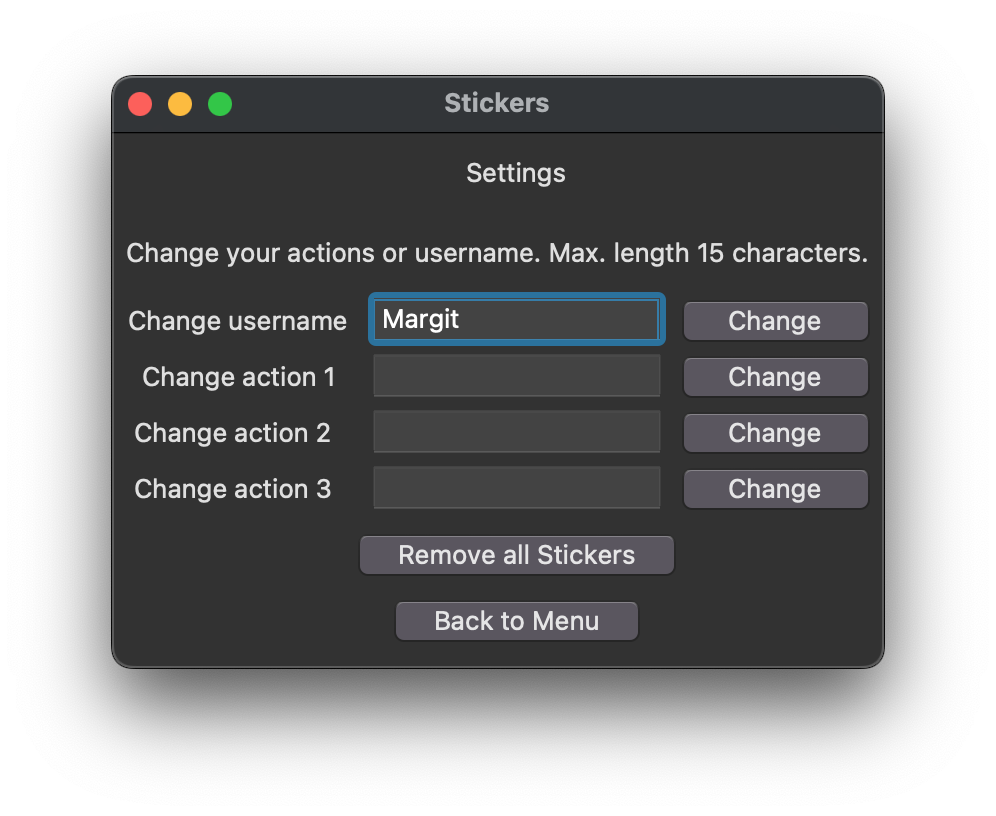 Stickers
Settings
Change your actions or username. Max. length 15 characters.
Change username Margit Change
Change action 1 Change
Change action 2 Change
Change action 3 Change
Remove all Stickers
Back to Menu